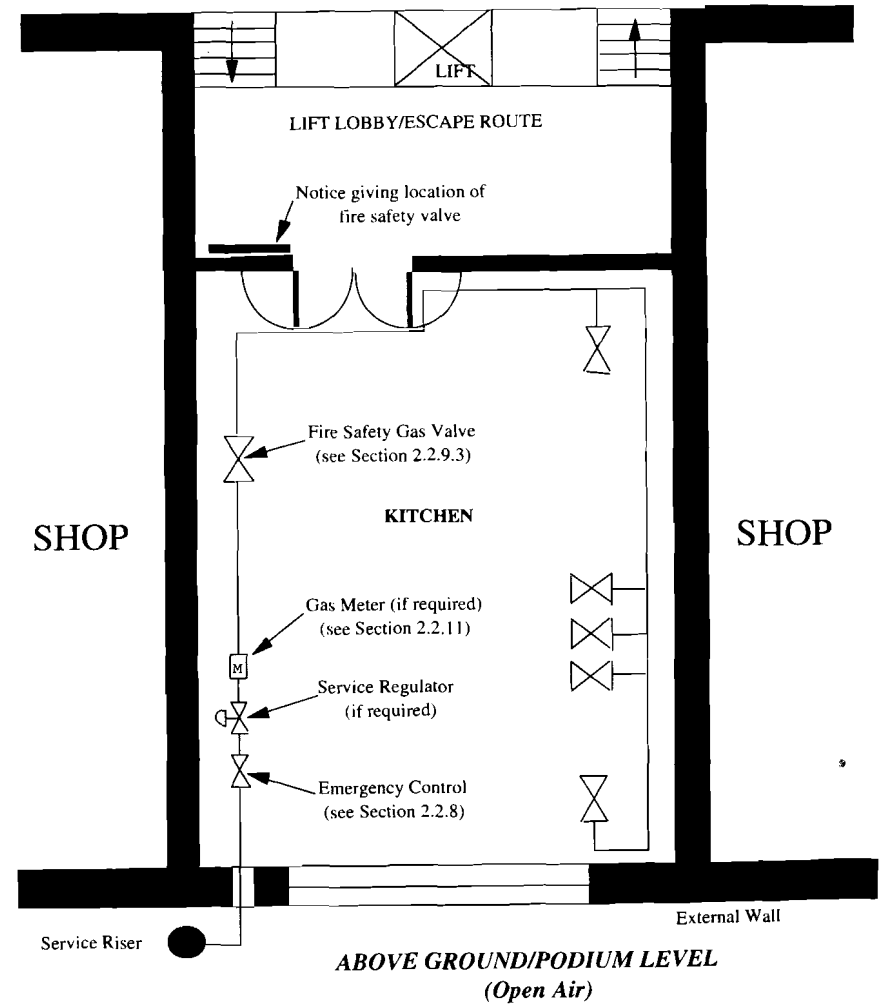 LIFT
LIFT LOBBY/ESCAPE ROUTE
Notice giving location of
fire safety valve
Fire Safety Gas Valve
(see Section 2.2.9.3)
KITCHEN
SHOP
SHOP
Gas Meter (if required)
(see Section 2.2.11)
M
Service Regulator
(if required)
Emergency Control
(see Section 2.2.8)
External Wall
Service Riser
ABOVE GROUND/PODIUM LEVEL
(Open Air)